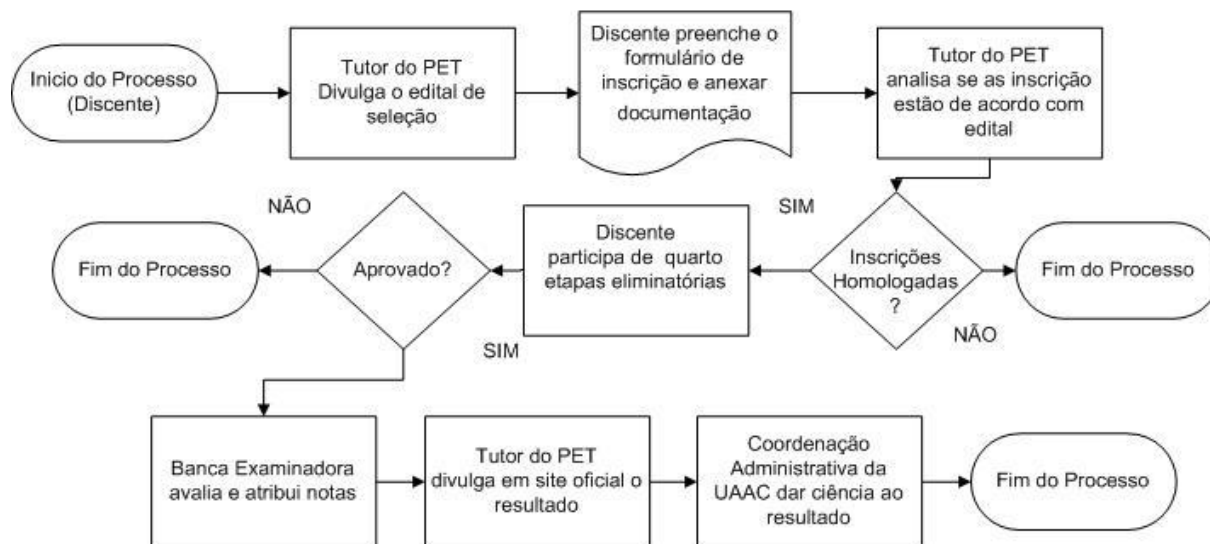 Inicio do Processo
(Discente)
Tutor do PET
Divulga o edital de
seleção
Discente preenche o
formulário de
inscrição e anexar
documentação
Tutor do PET
analisa se as inscrição
estão de acordo com
edital
NÃO
SIM
Fim do Processo
Aprovado?
Discente
participa de quarto
etapas eliminatórias
Inscrições
Homologadas
?
Fim do Processo
SIM
NÃO
Banca Examinadora
avalia e atribui notas
Tutor do PET
divulga em site oficial o
resultado
Coordenação
Administrativa da
UAAC dar ciência ao
resultado
Fim do Processo